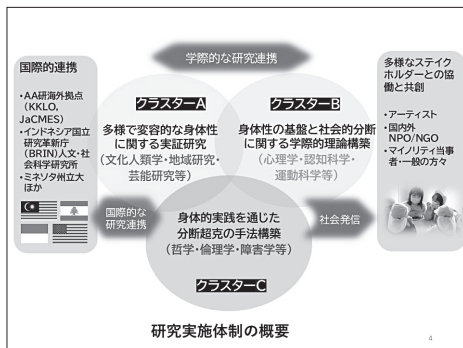 学際的な研究連携
国際的連携
・AA研海外拠点
(KKLO,
JaCMES)
・インドネシア国立
研究革新庁
(BRIN)人文・社
会科学研究所
・ミネソタ州立大
ほか
クラスターA
多様で変容的な身体性
に関する実証研究
(文化人類学・地域研究・
芸能研究等)
クラスターB
身体性の基盤と社会的分断
に関する学際的理論構築
(心理学・認知科学・
運動科学等)
多様なステイク
ホルダーとの協
働と共創
・アーティスト
・国内外
NPO/NGO
・マイノリティ当事
者・一般の方々
国際的な
研究連携
身体的実践を通じた
分断超克の手法構築
(哲学・倫理学・障害学等)
クラスターC
社会発信
研究実施体制の概要
4